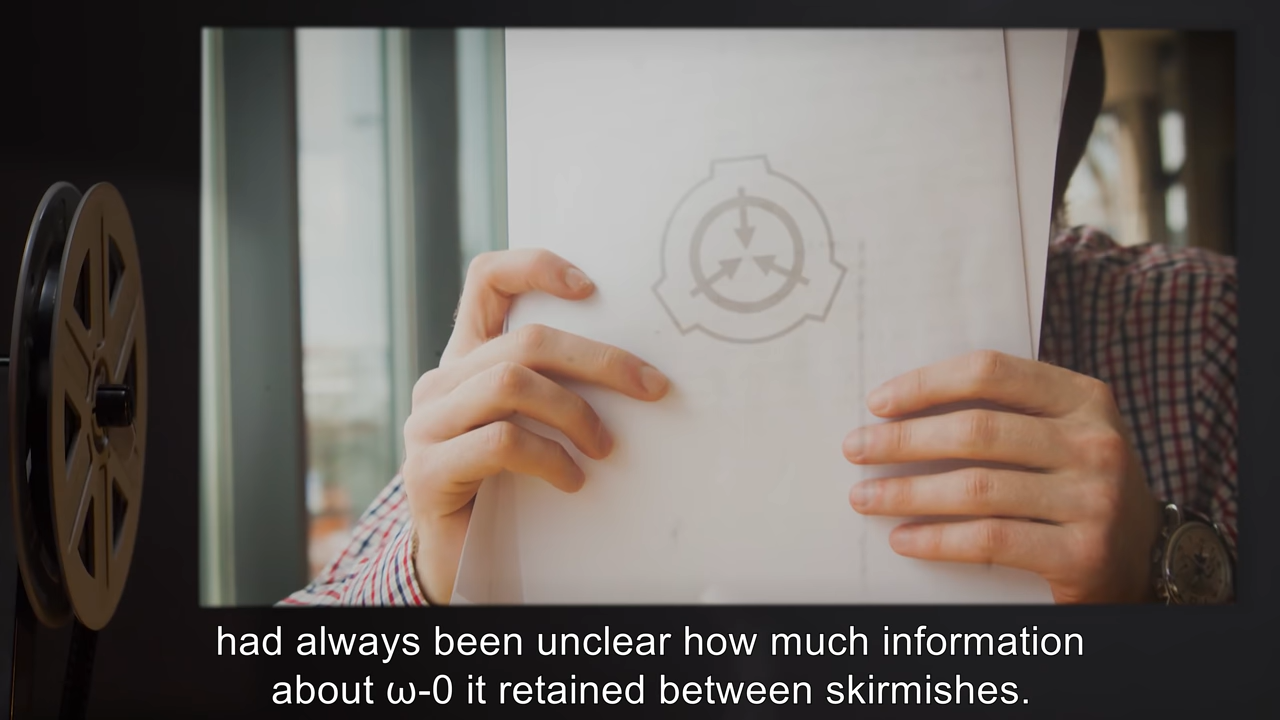 had always been unclear how much information
about ω-0 it retained between skirmishes.